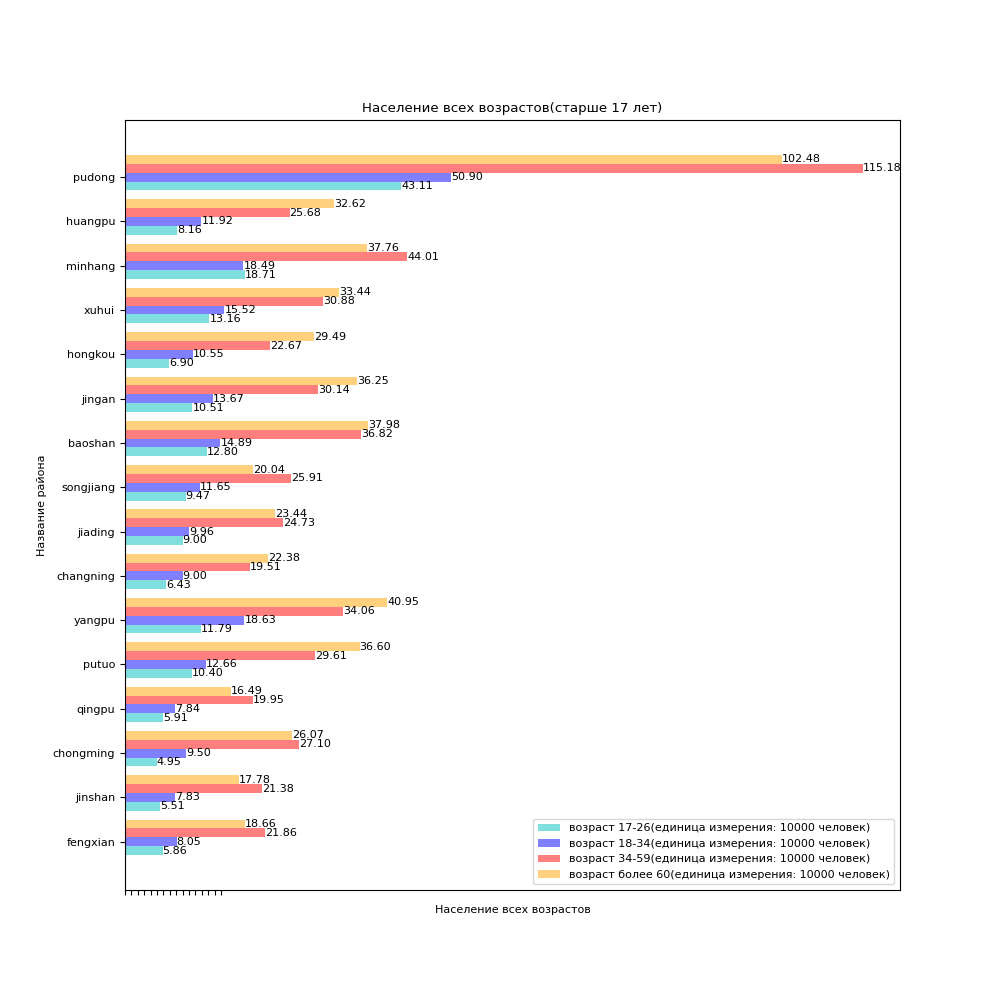 Население всех возрастов(старше 17 лет)
102.48
115.18
pudong
50.90
43.11
32.62
25.68
huangpu
11.92
8.16
37.76
44.01
minhang
18.49
18.71
33.44
30.88
xuhui
15.52
13.16
29.49
22.67
hongkou
10.55
6.90
36.25
30.14
jingan
13.67
10.51
37.98
36.82
baoshan
14.89
12.80
20.04
25.91
songjiang
11.65
9.47
23.44
24.73
jiading
9.96
9.00
22.38
19.51
changning
9.00
6.43
40.95
34.06
yangpu
18.63
11.79
36.60
29.61
putuo
12.66
10.40
16.49
19.95
qingpu
7.84
5.91
26.07
27.10
chongming
9.50
4.95
17.78
21.38
jinshan
7.83
5.51
18.66
21.86
fengxian
8.05
5.86
Название района
возраст 17-26(единица измерения: 10000 человек)
возраст 18-34(единица измерения: 10000 человек)
возраст 34-59(единица измерения: 10000 человек)
возраст более 60(единица измерения: 10000 человек)
Население всех возрастов